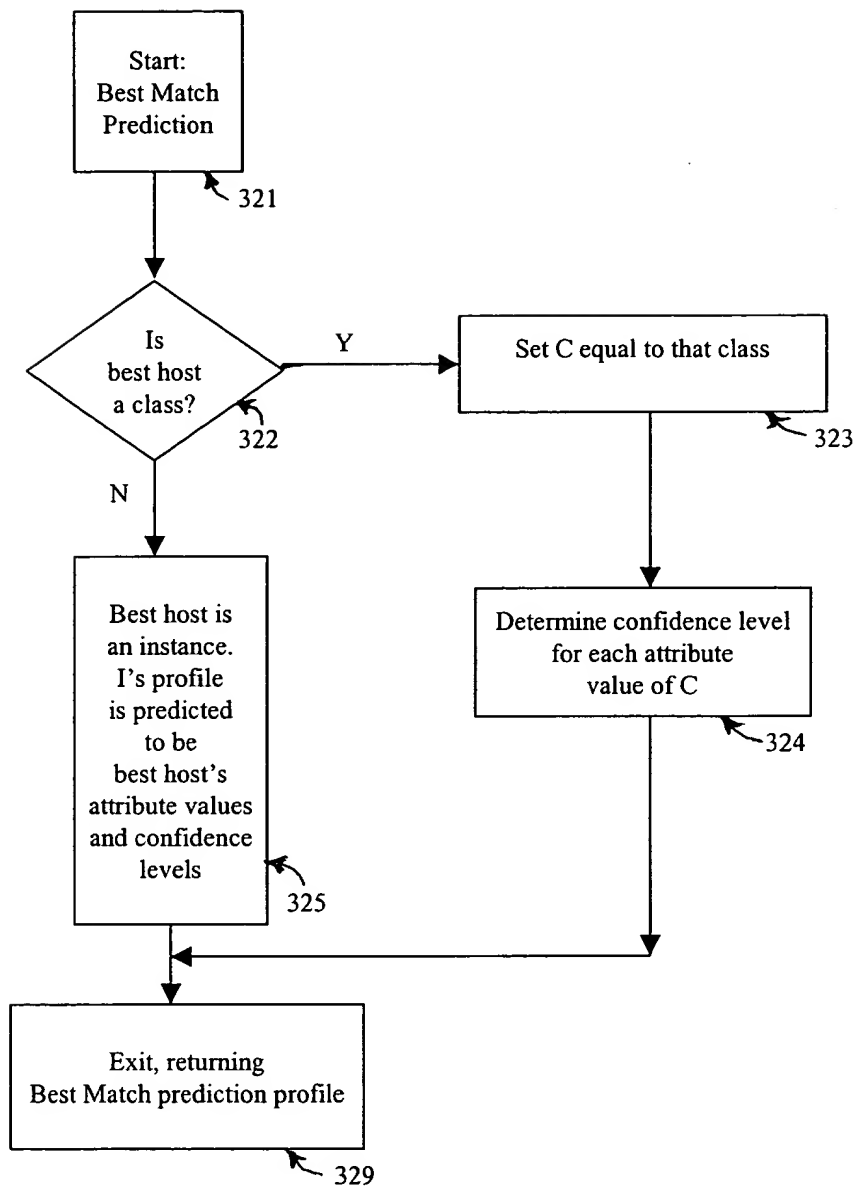 Start:
Best Match
Prediction
321
Is
best host
a class?
322
Y
Set C equal to that class
323
N
Determine confidence level
for each attribute
value of C
324
Best host is
an instance.
I's profile
is predicted
to be
best host's
attribute values
and confidence
levels
325
Exit, returning
Best Match prediction profile
329